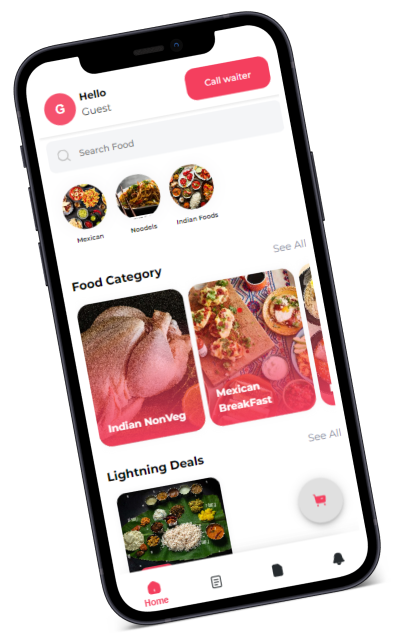 G
Hello
Guest
Call waiter
Search Food
Mexican
Noodels
Indian Foods
See All
Food Category
Indian NonVeg
Mexican
BreakFast
See All
Lightning Deals
Home